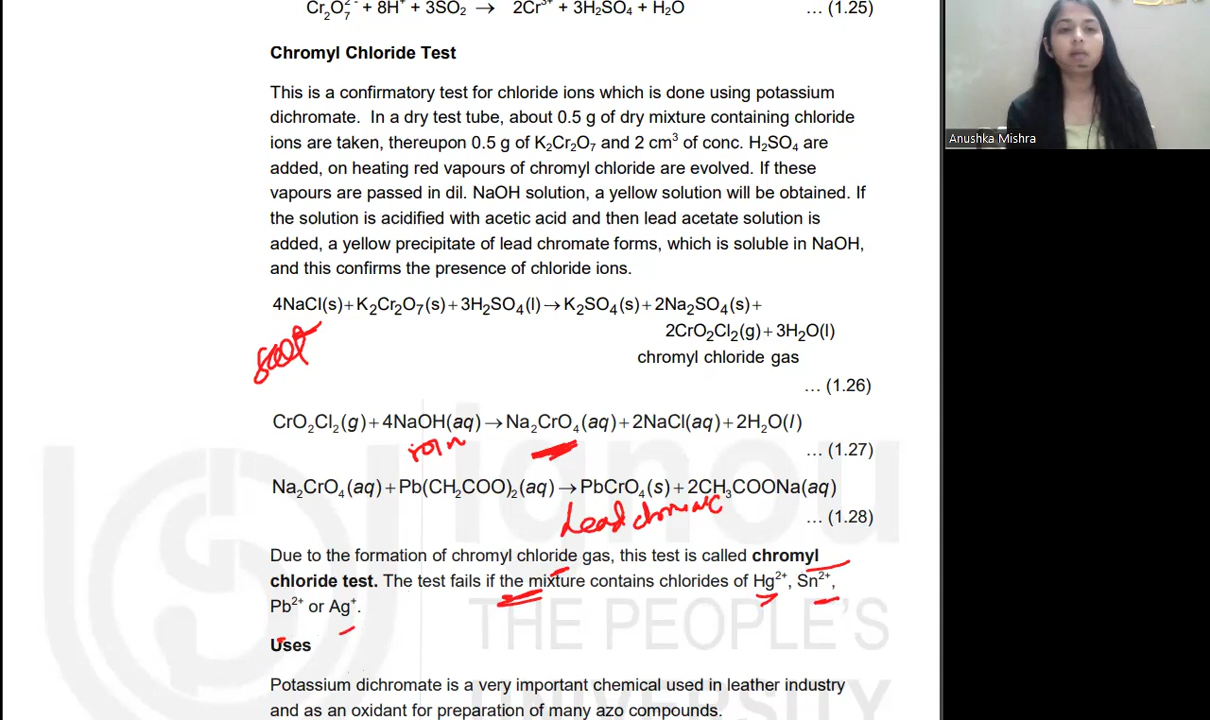 Cr₂O₇²⁻ + 8H⁺ + 3SO₂ → 2Cr³⁺ + 3H₂SO₄ + H₂O ... (1.25)
Chromyl Chloride Test
Anushka Mishra
This is a confirmatory test for chloride ions which is done using potassium
dichromate. In a dry test tube, about 0.5 g of dry mixture containing chloride
ions are taken, thereupon 0.5 g of K₂Cr₂O₇ and 2 cm³ of conc. H₂SO₄ are
added, on heating red vapours of chromyl chloride are evolved. If these
vapours are passed in dil. NaOH solution, a yellow solution will be obtained. If
the solution is acidified with acetic acid and then lead acetate solution is
added, a yellow precipitate of lead chromate forms, which is soluble in NaOH,
and this confirms the presence of chloride ions.
4NaCl(s)+K₂Cr₂O₇(s)+3H₂SO₄(l)→K₂SO₄(s)+2Na₂SO₄(s)+
2CrO₂Cl₂(g)+3H₂O(l)
salt
chromyl chloride gas
... (1.26)
CrO₂Cl₂(g)+4NaOH(aq)→Na₂CrO₄(aq)+2NaCl(aq)+2H₂O(l)
... (1.27)
Na₂CrO₄(aq)+Pb(CH₂COO)₂(aq)→PbCrO₄(s)+2CH₃COONa(aq)
Lead
... (1.28)
ignou
Due to the formation of chromyl chloride gas, this test is called chromyl
chloride test. The test fails if the mixture contains chlorides of Hg²⁺, Sn²⁺,
Pb²⁺ or Ag⁺.
THE PEOPLE'S
Uses
Potassium dichromate is a very important chemical used in leather industry
and as an oxidant for preparation of many azo compounds.
UNIVERSITY